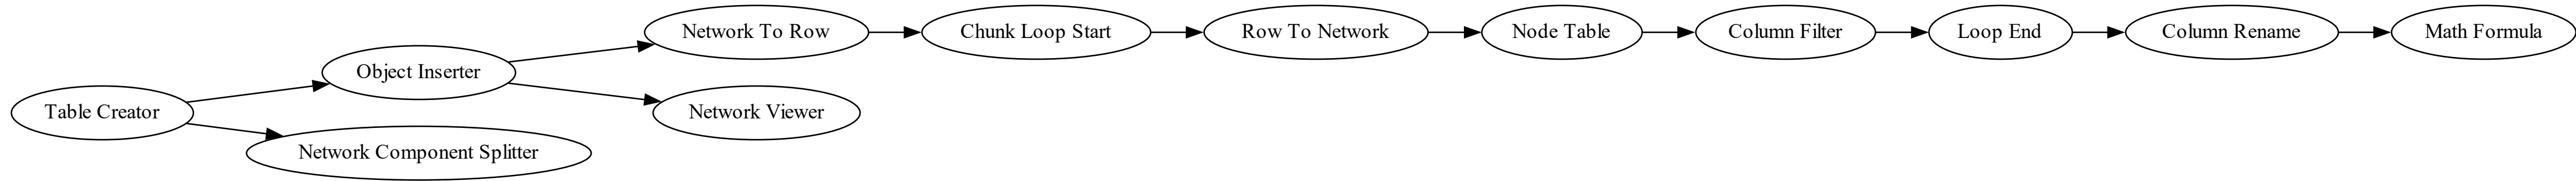 Table Creator
Object Inserter
Network Component Splitter
Network To Row
Network Viewer
Chunk Loop Start
Row To Network
Node Table
Column Filter
Loop End
Column Rename
Math Formula